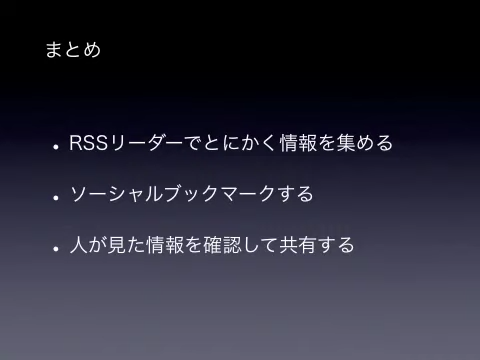 まとめ
• RSSリーダーでとにかく情報を集める
• ソーシャルブックマークする
• 人が見た情報を確認して共有する